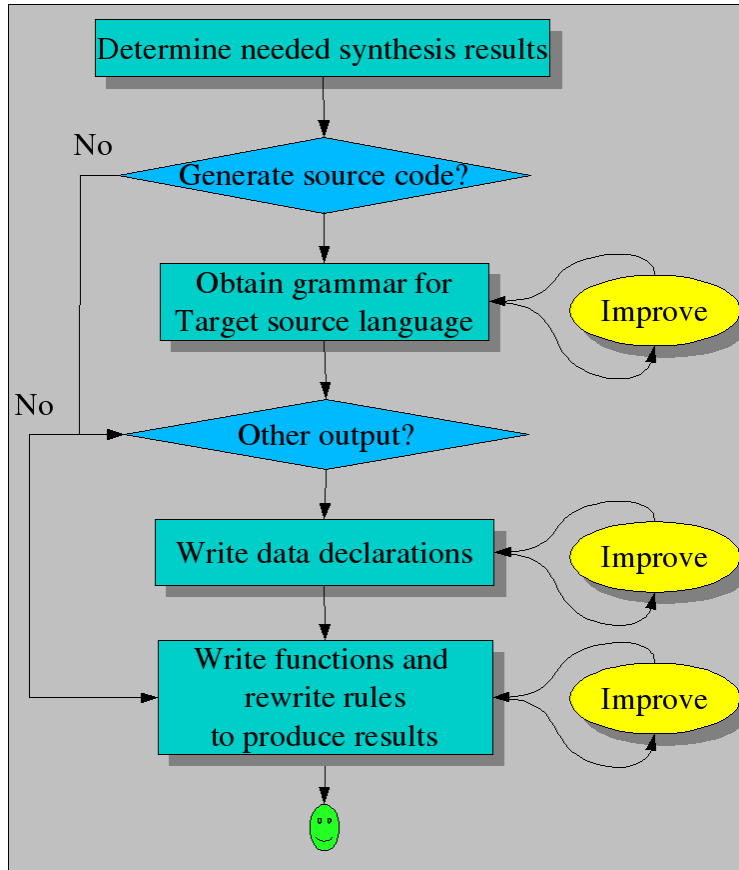 Determine needed synthesis results
No
Generate source code?
Obtain grammar for
Target source language
Improve
No
Other output?
Write data declarations
Improve
Write functions and
rewrite rules
to produce results
Improve